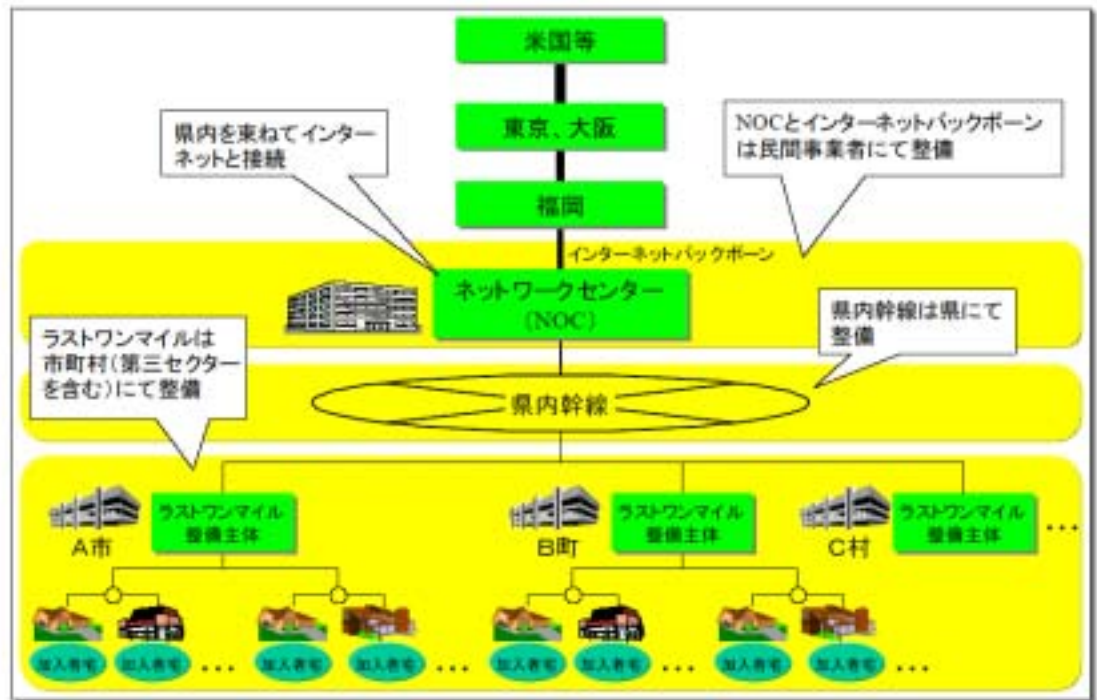 米国等
東京、大阪
福岡
県内を束ねてインター
ネットと接続
NOCとインターネットバックボーン
は民間事業者にて整備
インターネットバックボーン
ネットワークセンター
(NOC)
ラストワンマイルは
市町村(第三セクター
を含む)にて整備
県内幹線は県にて
整備
県内幹線
A市
ラストワンマイル
整備主体
B町
ラストワンマイル
整備主体
C村
ラストワンマイル
整備主体
・・・
加入者宅
加入者宅
・・・
加入者宅
加入者宅
・・・
加入者宅
加入者宅
・・・
加入者宅
加入者宅
・・・